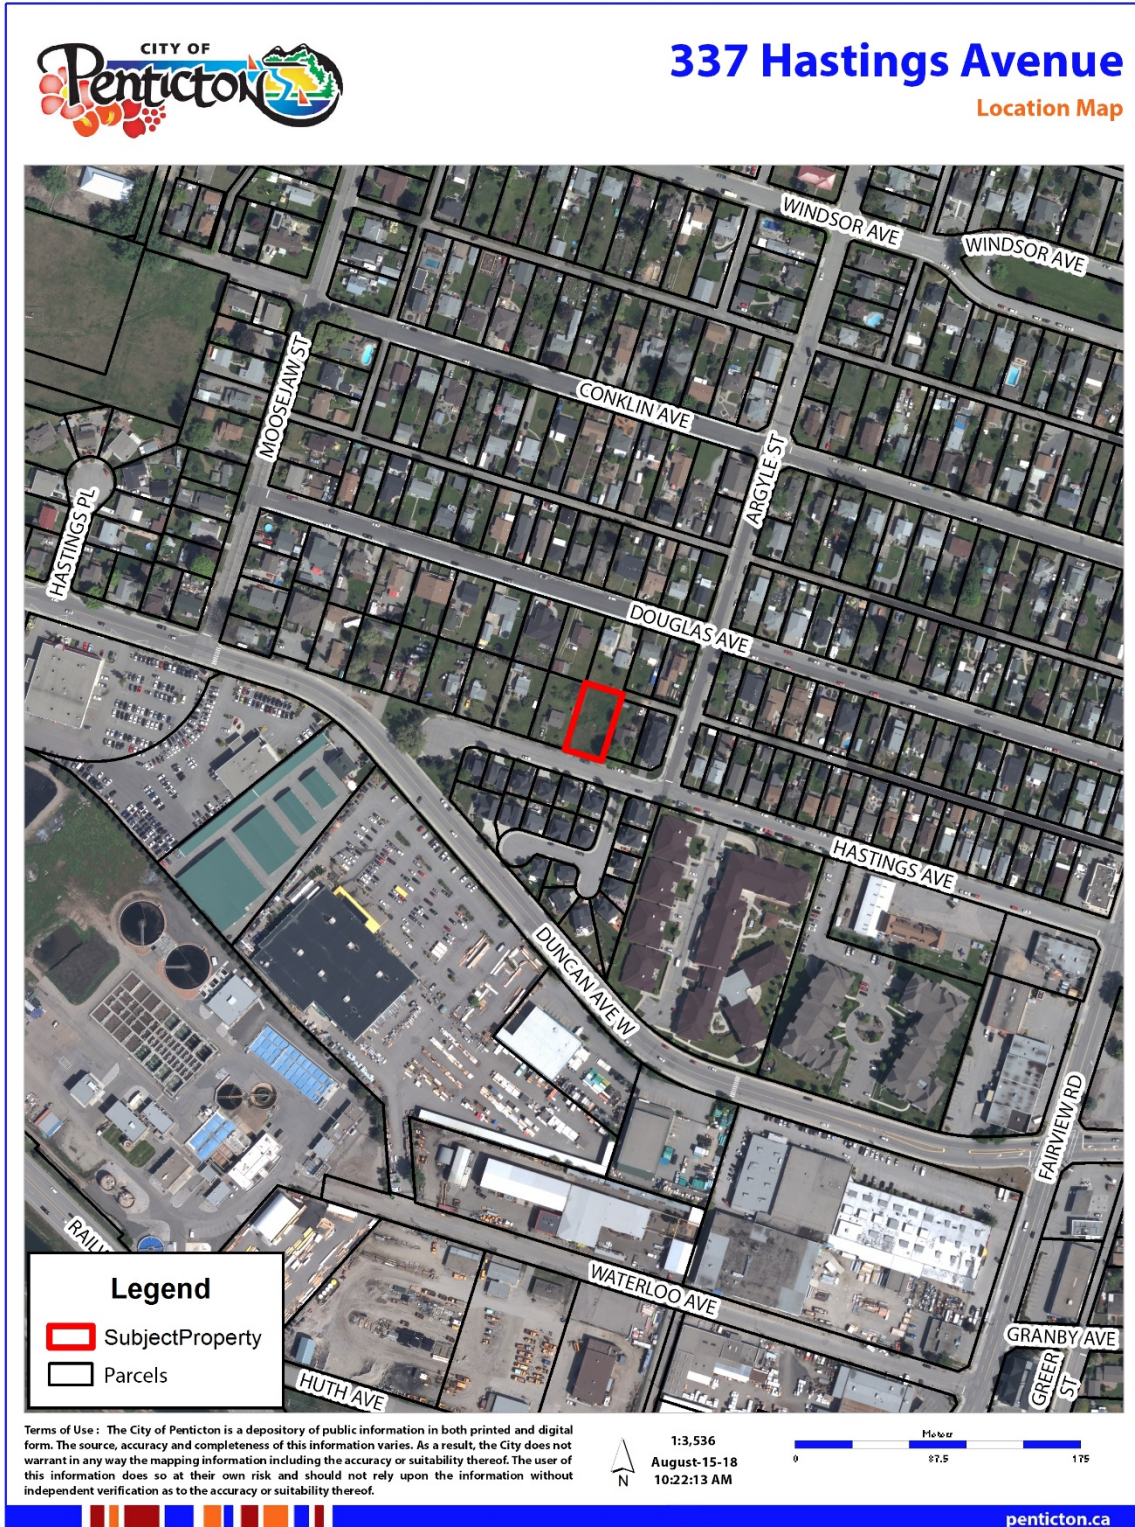 CITY OF
Penticton
337 Hastings Avenue
Location Map
WINDSOR AVE
WINDSOR AVE
MOOSEJAW ST
CONKLIN AVE
ARGYLE ST
HASTINGS PL
DOUGLAS AVE
HASTINGS AVE
DUNCAN AVE W
FAIRVIEW RD
WATERLOO AVE
GRANBY AVE
GREER ST
HUTH AVE
Legend
SubjectProperty
Parcels
Terms of Use : The City of Penticton is a depository of public information in both printed and digital
form. The source, accuracy and completeness of this information varies. As a result, the City does not
warrant in any way the mapping information including the accuracy or suitability thereof. The user of
this information does so at their own risk and should not rely upon the information without
independent verification as to the accuracy or suitability thereof.
N
1:3,536
August-15-18
10:22:13 AM
Meters
0 87.5 175
penticton.ca